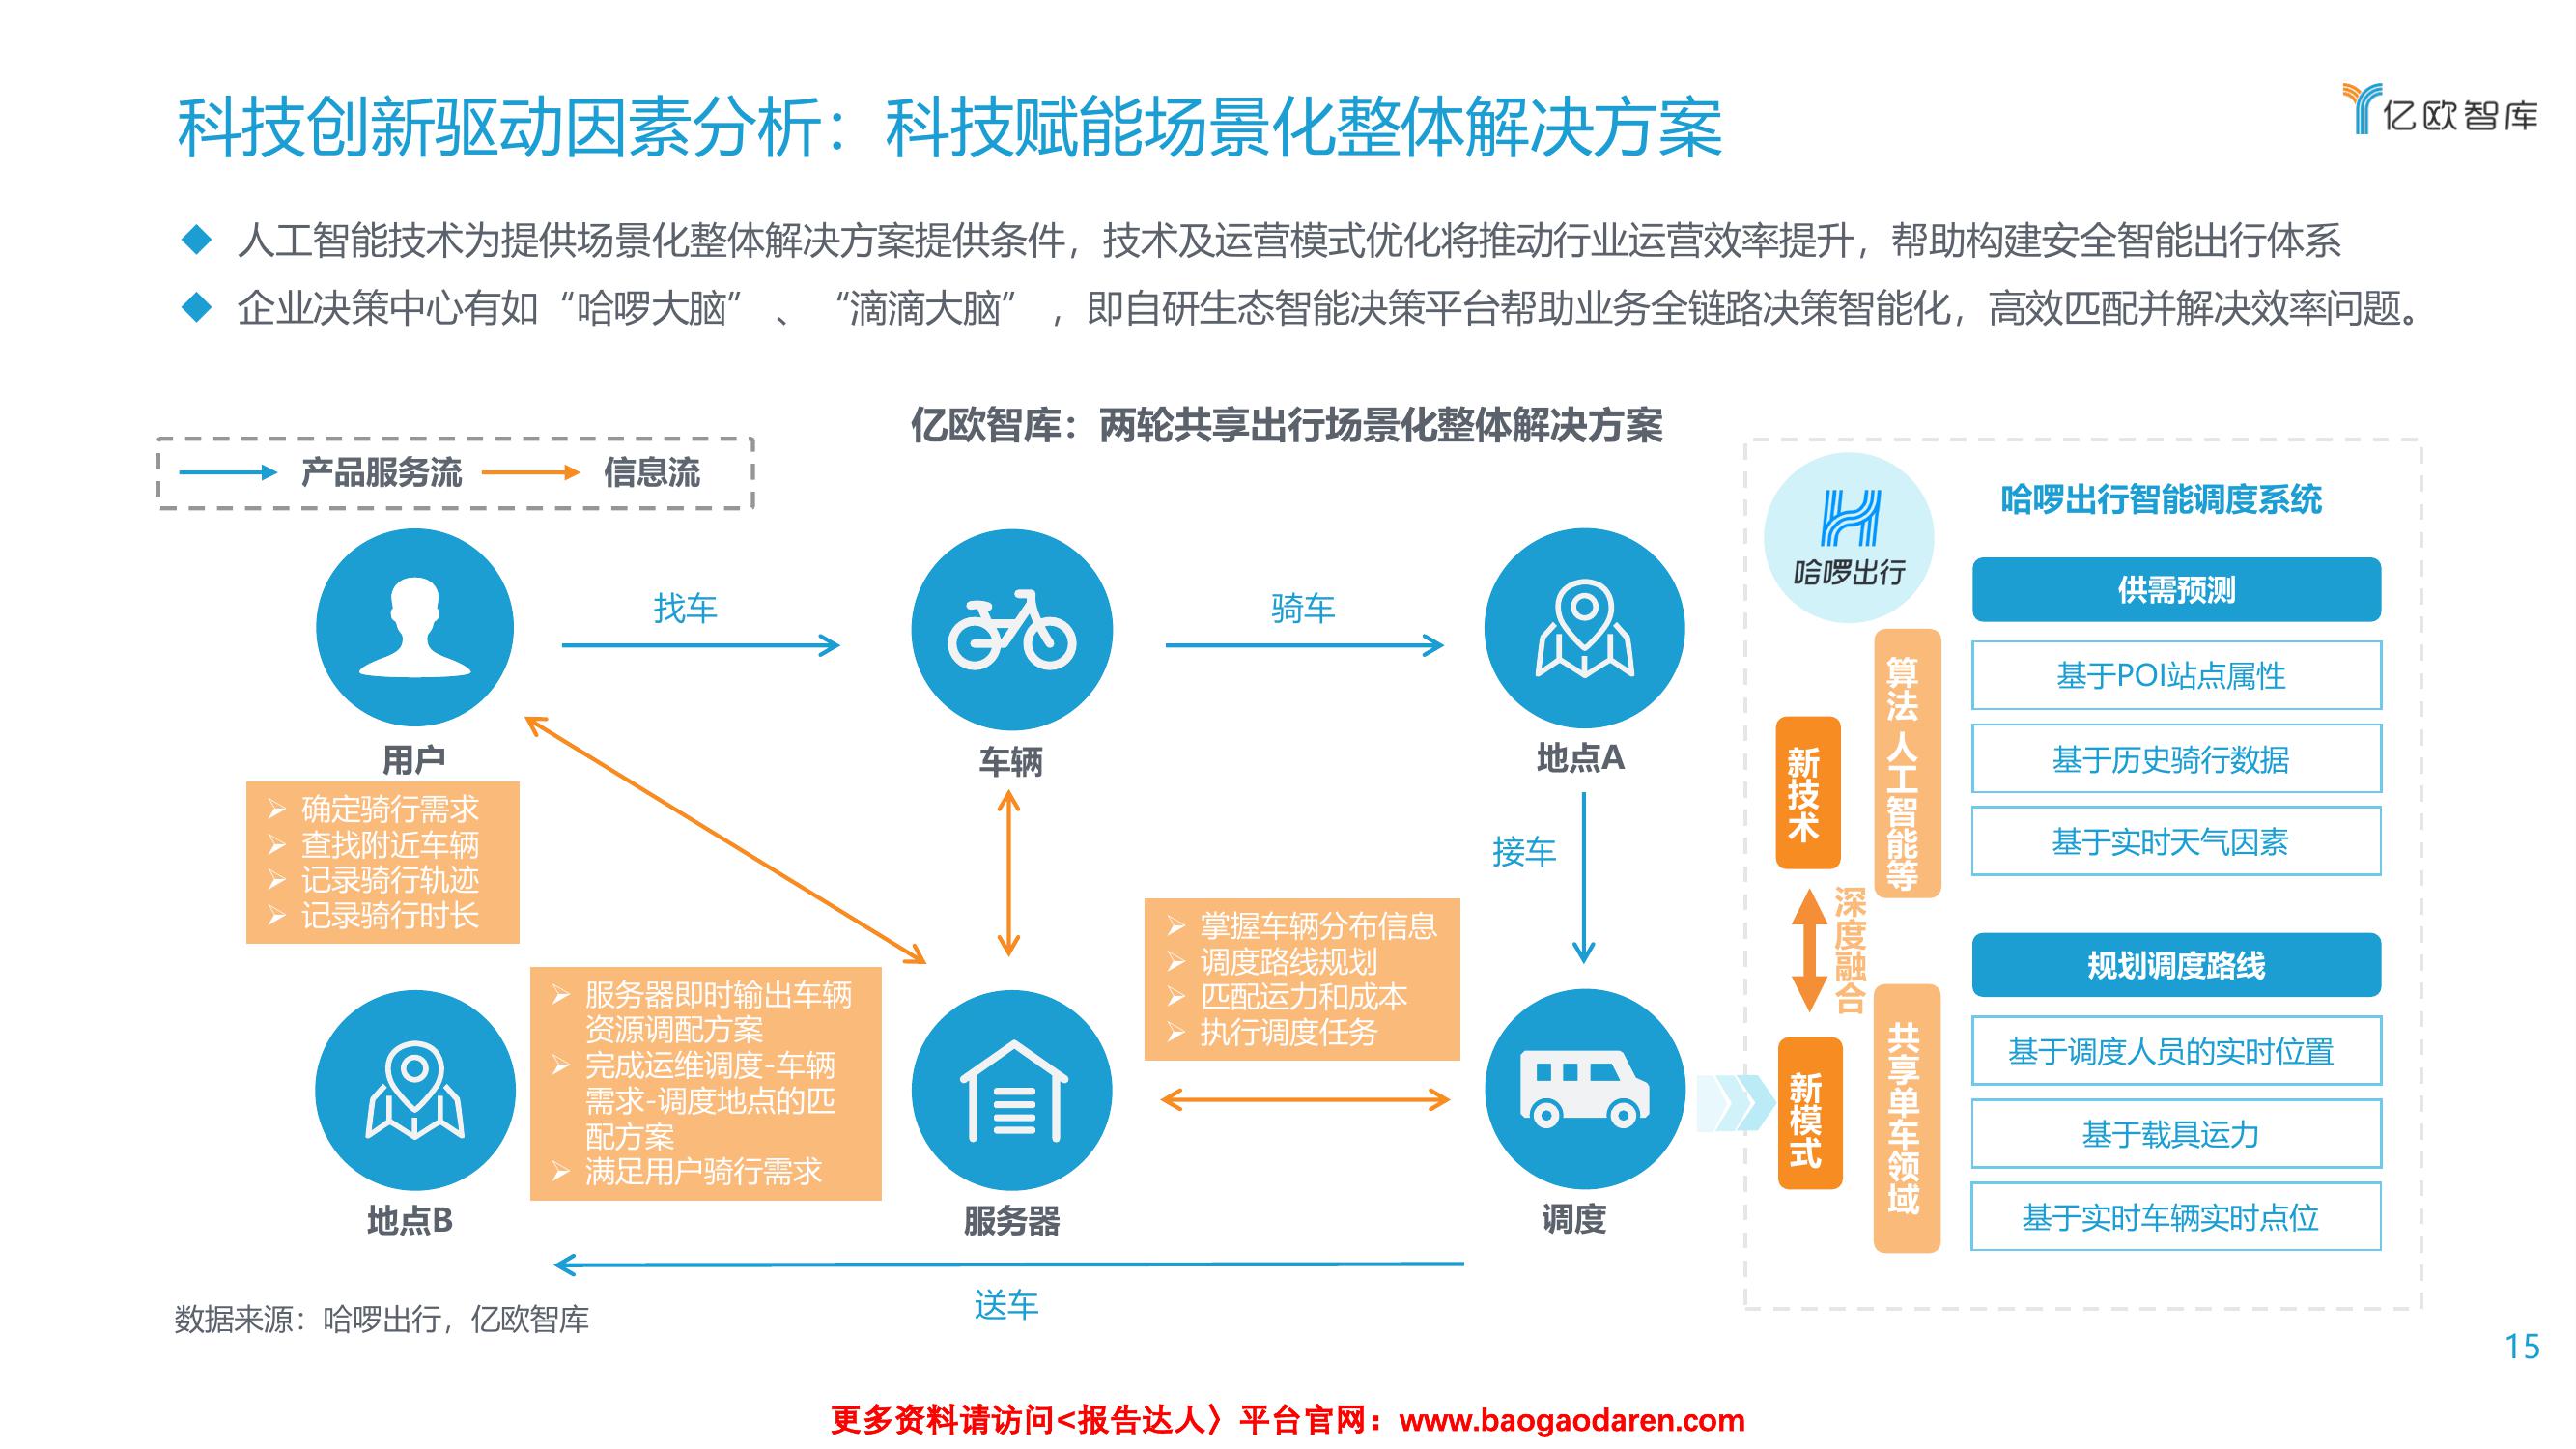 科技创新驱动因素分析：科技赋能场景化整体解决方案
亿欧智库
人工智能技术为提供场景化整体解决方案提供条件，技术及运营模式优化将推动行业运营效率提升，帮助构建安全智能出行体系
企业决策中心有如“哈啰大脑”、“滴滴大脑”，即自研生态智能决策平台帮助业务全链路决策智能化，高效匹配并解决效率问题。
亿欧智库：两轮共享出行场景化整体解决方案
产品服务流
信息流
找车
骑车
用户
车辆
地点A
确定骑行需求
查找附近车辆
记录骑行轨迹
记录骑行时长
接车
掌握车辆分布信息
调度路线规划
匹配运力和成本
执行调度任务
服务器即时输出车辆
资源调配方案
完成运维调度-车辆
需求-调度地点的匹
配方案
满足用户骑行需求
地点B
服务器
调度
送车
哈啰出行
哈啰出行智能调度系统
新技术
深度融合
新模式
算法 人工智能等
共享单车领域
供需预测
基于POI站点属性
基于历史骑行数据
基于实时天气因素
规划调度路线
基于调度人员的实时位置
基于载具运力
基于实时车辆实时点位
数据来源：哈啰出行，亿欧智库
15
更多资料请访问<报告达人〉平台官网：www.baogaodaren.com